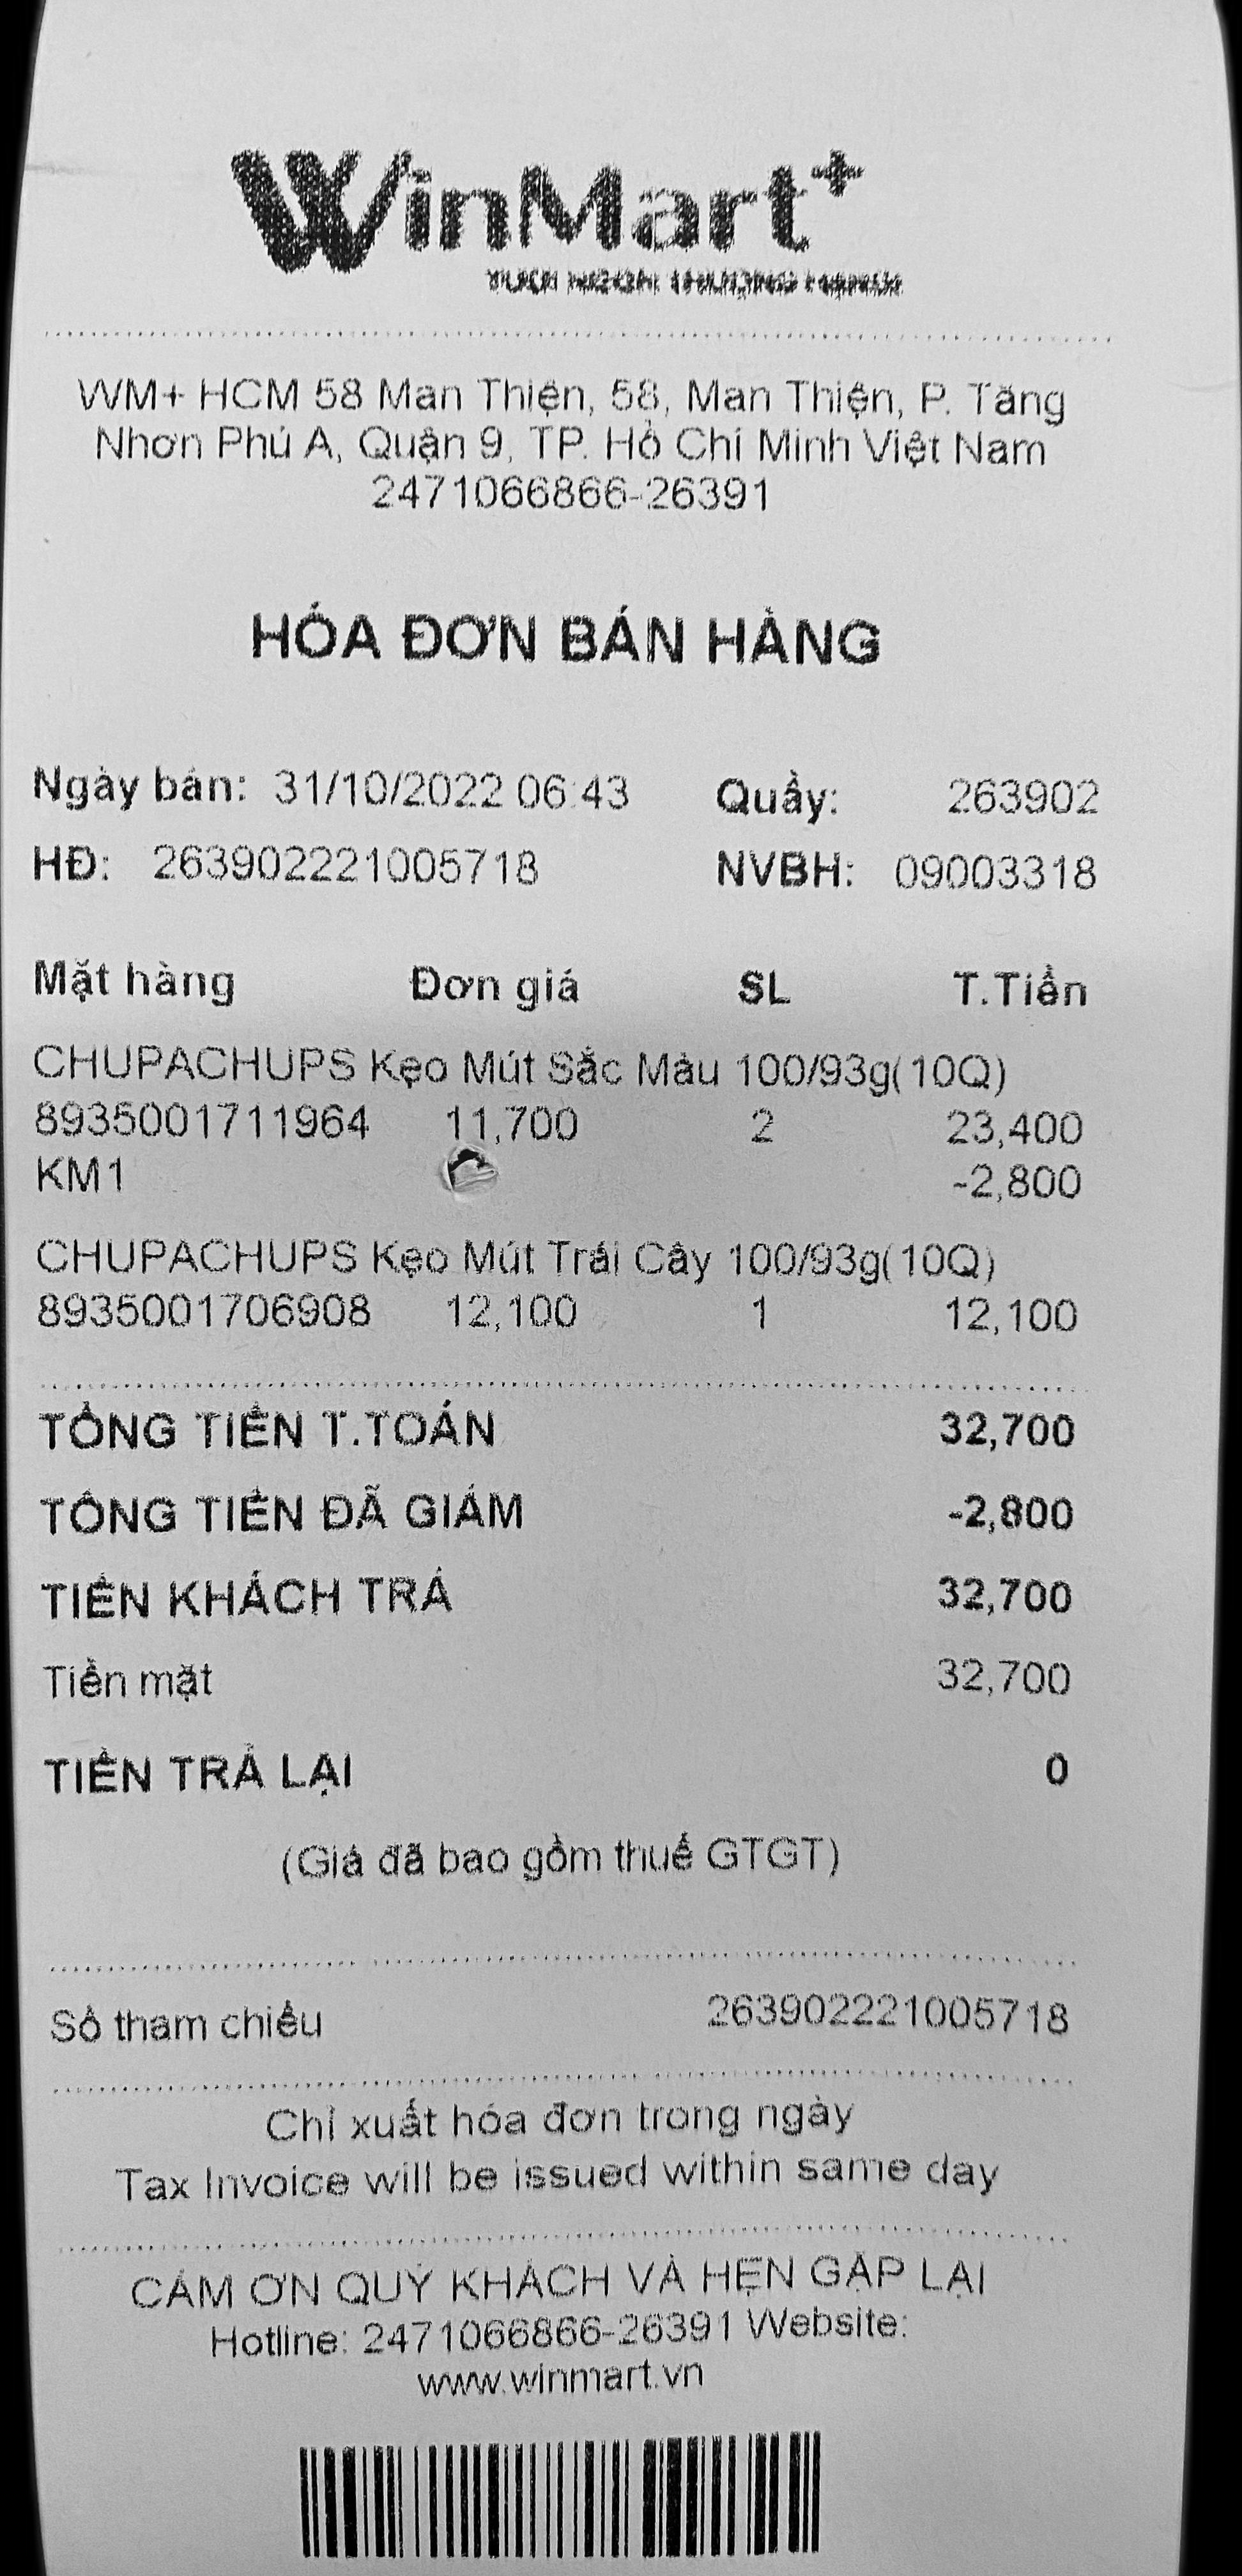 WinMart+
WM+ HCM 58 Man Thiện, 58, Man Thiện, P. Tăng
Nhơn Phú A, Quận 9, TP. Hồ Chí Minh Việt Nam
2471066866-26391
HÓA ĐƠN BÁN HÀNG
Ngày bán: 31/10/2022 06:43 Quầy: 263902
HĐ: 263902221005718 NVBH: 09003318
Mặt hàng Đơn giá SL T.Tiền
CHUPACHUPS Kẹo Mút Sắc Màu 100/93g(10Q)
8935001711964 11,700 2 23,400
KM1 -2,800
CHUPACHUPS Kẹo Mút Trái Cây 100/93g(10Q)
8935001706908 12,100 1 12,100
TỔNG TIỀN T.TOÁN 32,700
TỔNG TIỀN ĐÃ GIẢM -2,800
TIỀN KHÁCH TRẢ 32,700
Tiền mặt 32,700
TIỀN TRẢ LẠI 0
(Giá đã bao gồm thuế GTGT)
Số tham chiếu 263902221005718
Chỉ xuất hóa đơn trong ngày
Tax Invoice will be issued within same day
CẢM ƠN QUÝ KHÁCH VÀ HẸN GẶP LẠI
Hotline: 2471066866-26391 Website:
www.winmart.vn